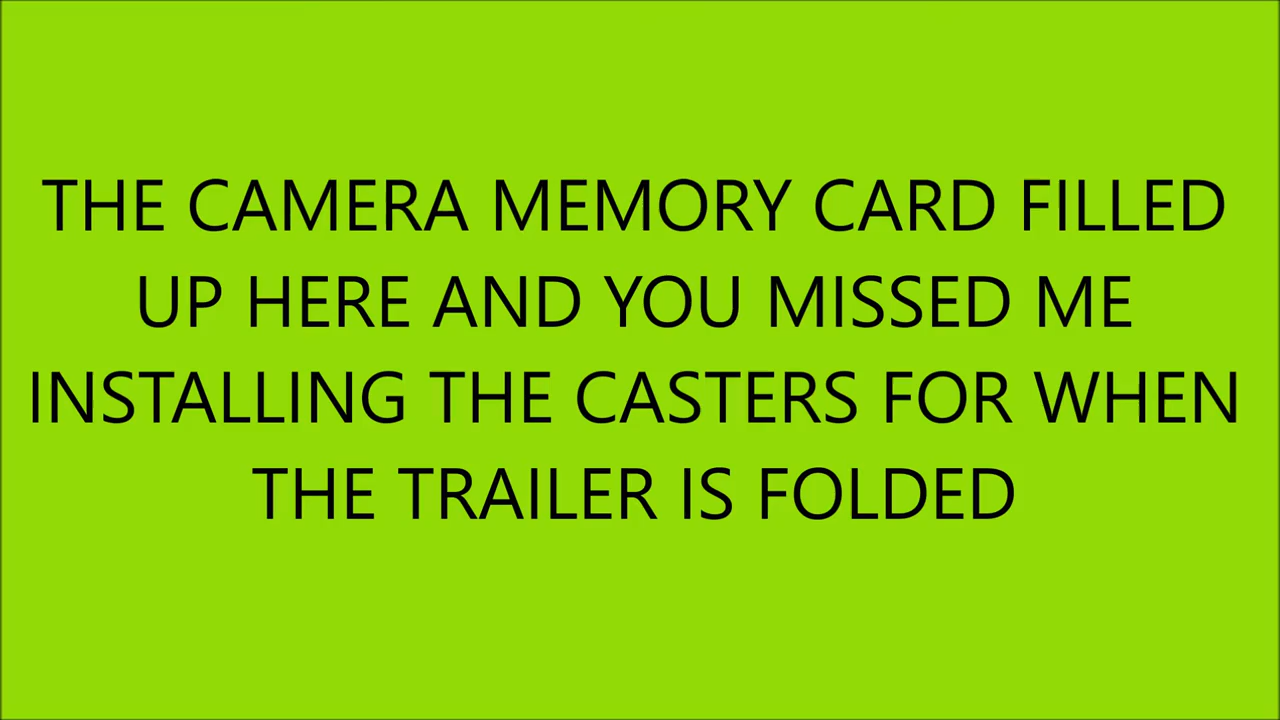 THE CAMERA MEMORY CARD FILLED
UP HERE AND YOU MISSED ME
INSTALLING THE CASTERS FOR WHEN
THE TRAILER IS FOLDED